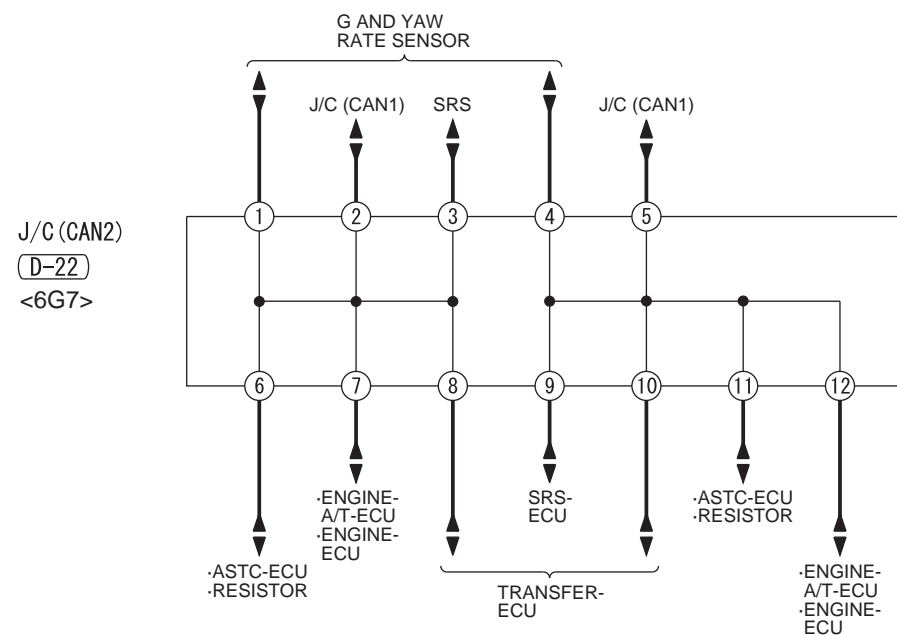 G AND YAW
RATE SENSOR
J/C (CAN1)
SRS
J/C (CAN1)
1
2
3
4
5
J/C (CAN2)
D-22
<6G7>
6
7
8
9
10
11
12
·ENGINE-
A/T-ECU
·ENGINE-
ECU
SRS-
ECU
·ASTC-ECU
·RESISTOR
·ASTC-ECU
·RESISTOR
TRANSFER-
ECU
·ENGINE-
A/T-ECU
·ENGINE-
ECU